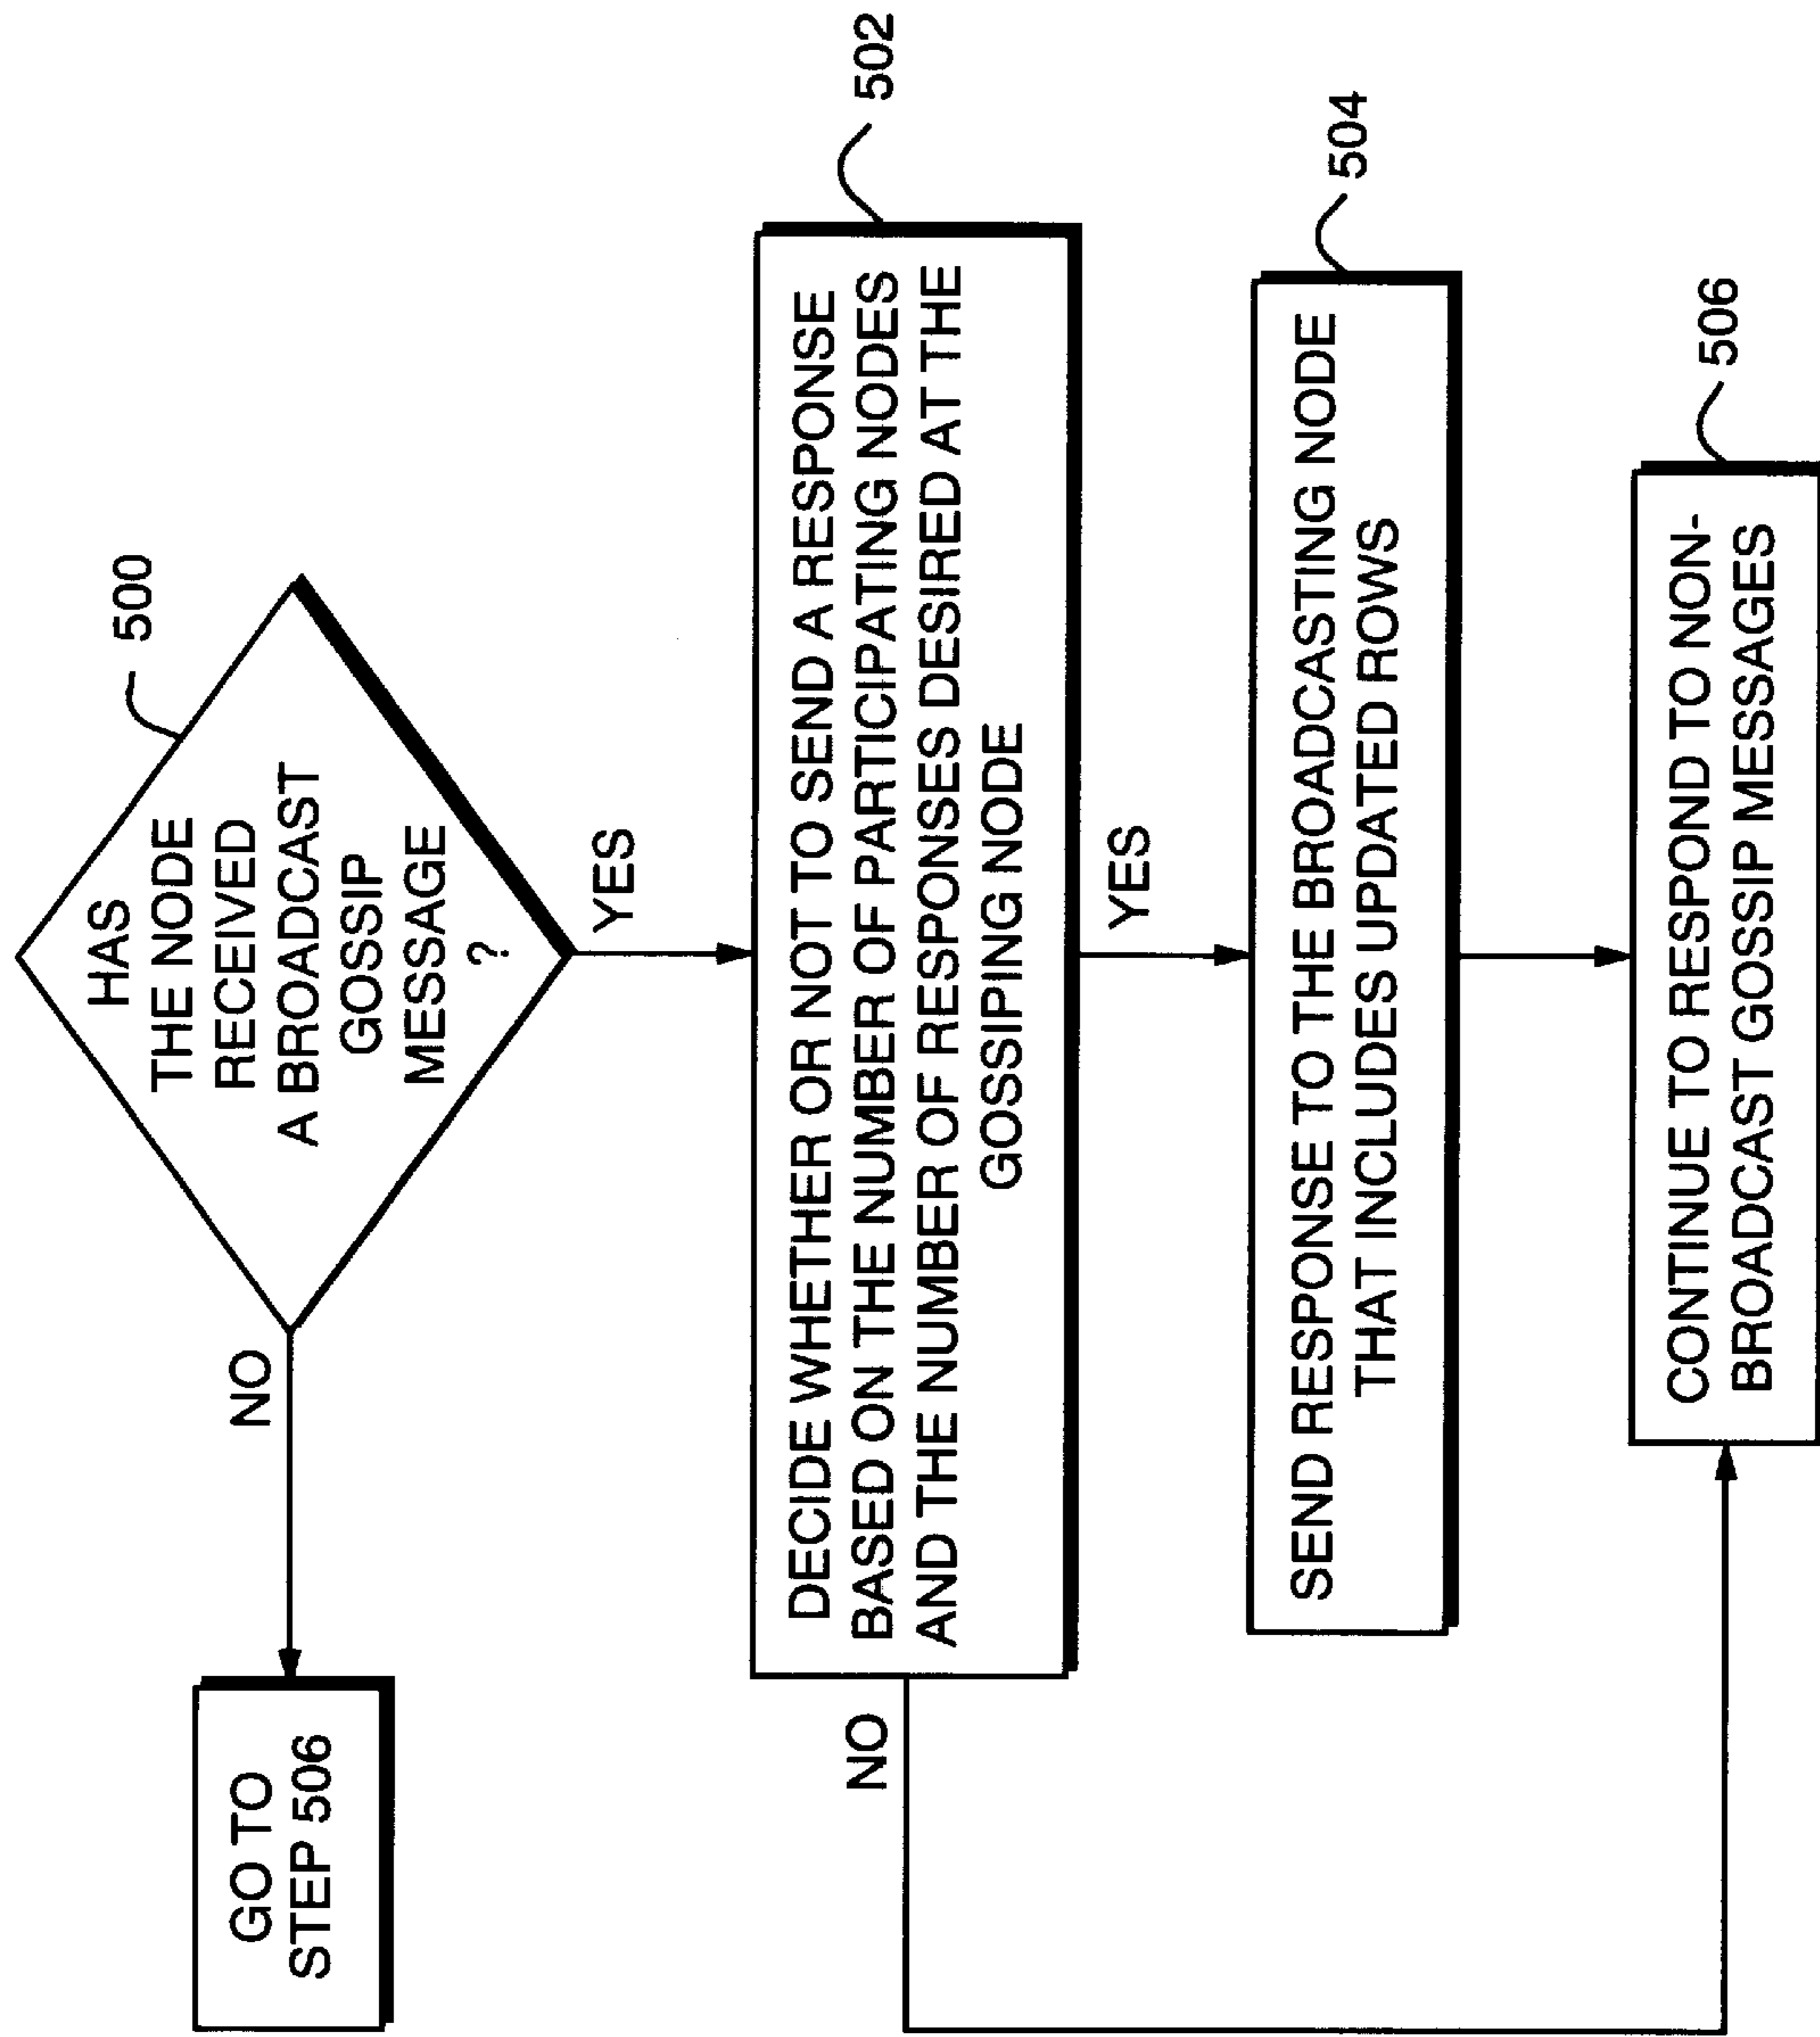 HAS
THE NODE
RECEIVED
A BROADCAST
GOSSIP
MESSAGE
?
500
NO
GO TO
STEP 506
YES
DECIDE WHETHER OR NOT TO SEND A RESPONSE
BASED ON THE NUMBER OF PARTICIPATING NODES
AND THE NUMBER OF RESPONSES DESIRED AT THE
GOSSIPING NODE
502
NO
YES
SEND RESPONSE TO THE BROADCASTING NODE
THAT INCLUDES UPDATED ROWS
504
CONTINUE TO RESPOND TO NON-
BROADCAST GOSSIP MESSAGES
506